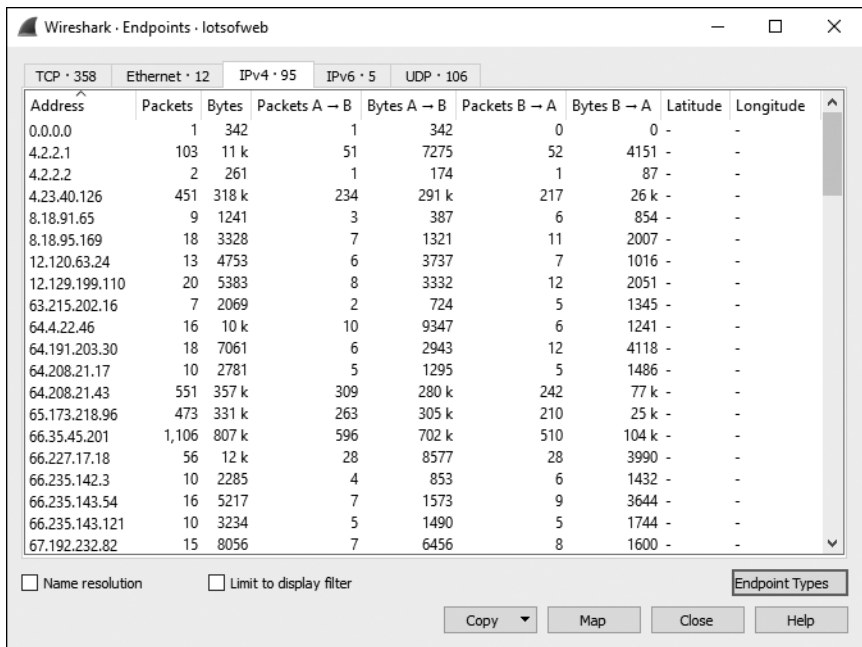 Wireshark · Endpoints · lotsofweb
TCP · 358 Ethernet · 12 IPv4 · 95 IPv6 · 5 UDP · 106
Address Packets Bytes Packets A → B Bytes A → B Packets B → A Bytes B → A Latitude Longitude
0.0.0.0 1 342 1 342 0 0 - -
4.2.2.1 103 11 k 51 7275 52 4151 - -
4.2.2.2 2 261 1 174 1 87 - -
4.23.40.126 451 318 k 234 291 k 217 26 k - -
8.18.91.65 9 1241 3 387 6 854 - -
8.18.95.169 18 3328 7 1321 11 2007 - -
12.120.63.24 13 4753 6 3737 7 1016 - -
12.129.199.110 20 5383 8 3332 12 2051 - -
63.215.202.16 7 2069 2 724 5 1345 - -
64.4.22.46 16 10 k 10 9347 6 1241 - -
64.191.203.30 18 7061 6 2943 12 4118 - -
64.208.21.17 10 2781 5 1295 5 1486 - -
64.208.21.43 551 357 k 309 280 k 242 77 k - -
65.173.218.96 473 331 k 263 305 k 210 25 k - -
66.35.45.201 1,106 807 k 596 702 k 510 104 k - -
66.227.17.18 56 12 k 28 8577 28 3990 - -
66.235.142.3 10 2285 4 853 6 1432 - -
66.235.143.54 16 5217 7 1573 9 3644 - -
66.235.143.121 10 3234 5 1490 5 1744 - -
67.192.232.82 15 8056 7 6456 8 1600 - -
Name resolution Limit to display filter Endpoint Types
Copy Map Close Help